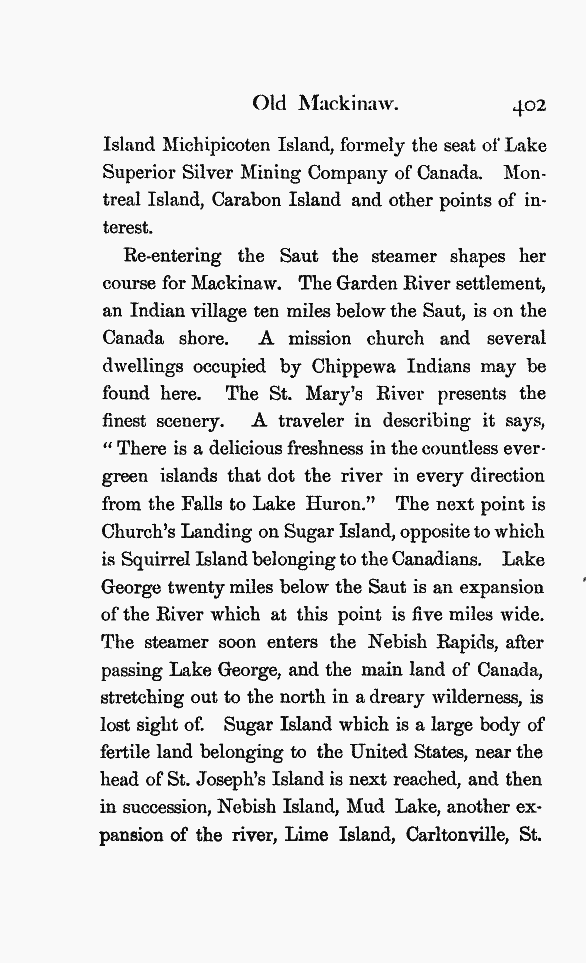 Old Mackinaw. 402
Island Michipicoten Island, formely the seat of Lake
Superior Silver Mining Company of Canada. Mon-
treal Island, Carabon Island and other points of in-
terest.
Re-entering the Saut the steamer shapes her
course for Mackinaw. The Garden River settlement,
an Indian village ten miles below the Saut, is on the
Canada shore. A mission church and several
dwellings occupied by Chippewa Indians may be
found here. The St. Mary's River presents the
finest scenery. A traveler in describing it says,
“ There is a delicious freshness in the countless ever-
green islands that dot the river in every direction
from the Falls to Lake Huron.” The next point is
Church's Landing on Sugar Island, opposite to which
is Squirrel Island belonging to the Canadians. Lake
George twenty miles below the Saut is an expansion
of the River which at this point is five miles wide.
The steamer soon enters the Nebish Rapids, after
passing Lake George, and the main land of Canada,
stretching out to the north in a dreary wilderness, is
lost sight of. Sugar Island which is a large body of
fertile land belonging to the United States, near the
head of St. Joseph's Island is next reached, and then
in succession, Nebish Island, Mud Lake, another ex-
pansion of the river, Lime Island, Carltonville, St.